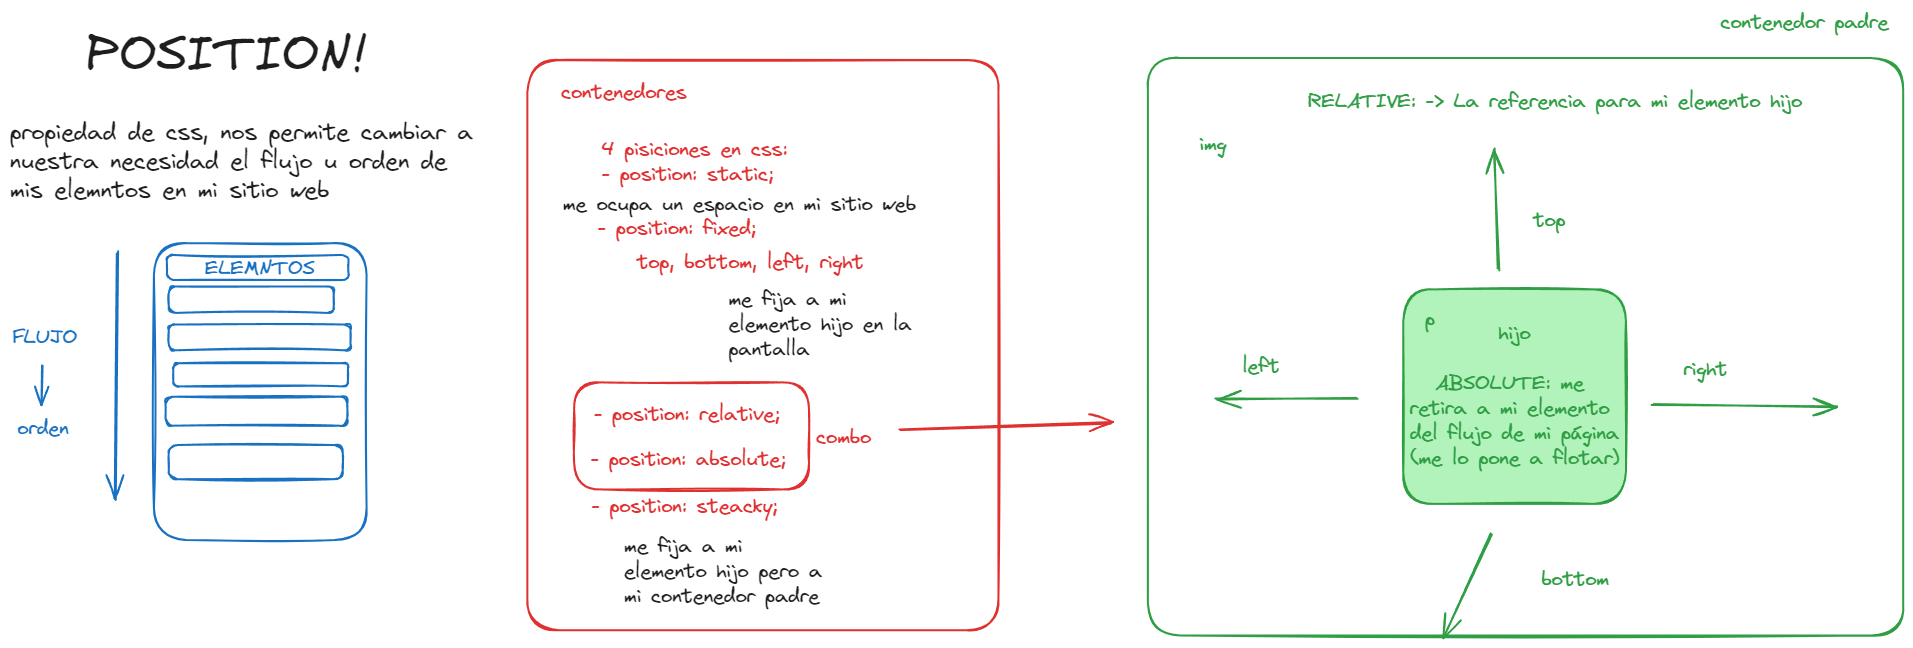 POSITION!
propiedad de css, nos permite cambiar a
nuestra necesidad el flujo u orden de
mis elemntos en mi sitio web
ELEMNTOS
FLUJO
orden
contenedores
4 pisiciones en css:
- position: static;
me ocupa un espacio en mi sitio web
- position: fixed;
top, bottom, left, right
me fija a mi
elemento hijo en la
pantalla
- position: relative;
- position: absolute;
combo
- position: steacky;
me fija a mi
elemento hijo pero a
mi contenedor padre
contenedor padre
RELATIVE: -> La referencia para mi elemento hijo
img
top
left
right
bottom
p
hijo
ABSOLUTE: me
retira a mi elemento
del flujo de mi página
(me lo pone a flotar)